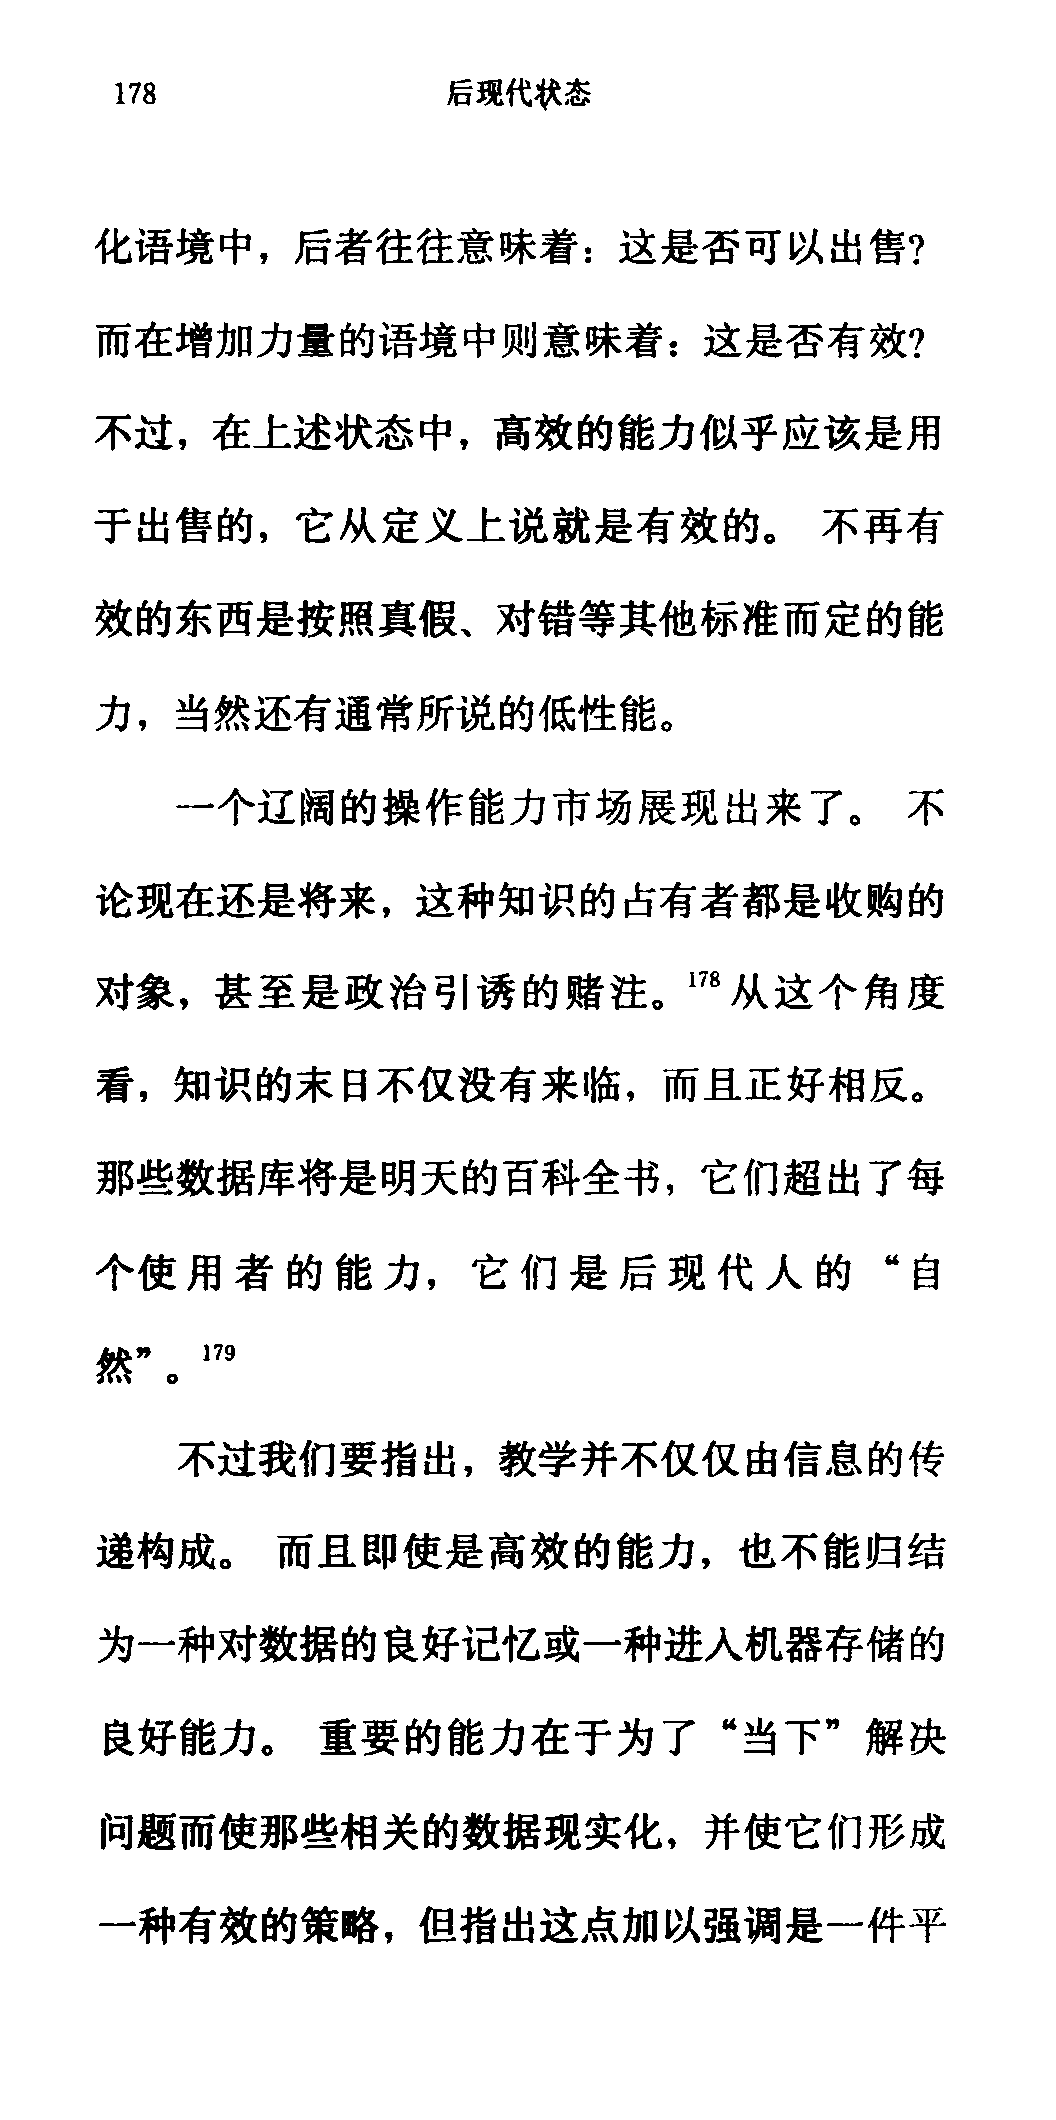 178 后现代状态
化语境中，后者往往意味着：这是否可以出售？
而在增加力量的语境中则意味着：这是否有效？
不过，在上述状态中，高效的能力似乎应该是用
于出售的，它从定义上说就是有效的。 不再有
效的东西是按照真假、对错等其他标准而定的能
力，当然还有通常所说的低性能。
一个辽阔的操作能力市场展现出来了。 不
论现在还是将来，这种知识的占有者都是收购的
对象，甚至是政治引诱的赌注。178 从这个角度
看，知识的末日不仅没有来临，而且正好相反。
那些数据库将是明天的百科全书，它们超出了每
个使用者的能力，它们是后现代人的“自
然”。179
不过我们要指出，教学并不仅仅由信息的传
递构成。 而且即使是高效的能力，也不能归结
为一种对数据的良好记忆或一种进入机器存储的
良好能力。 重要的能力在于为了“当下”解决
问题而使那些相关的数据现实化，并使它们形成
一种有效的策略，但指出这点加以强调是一件平